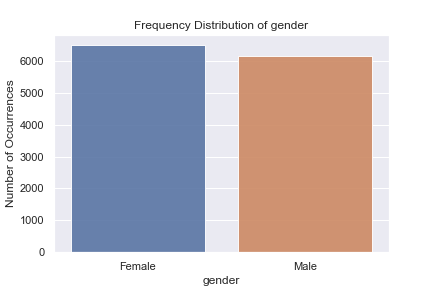 Frequency Distribution of gender
Number of Occurrences
6000
5000
4000
3000
2000
1000
0
Female Male
gender